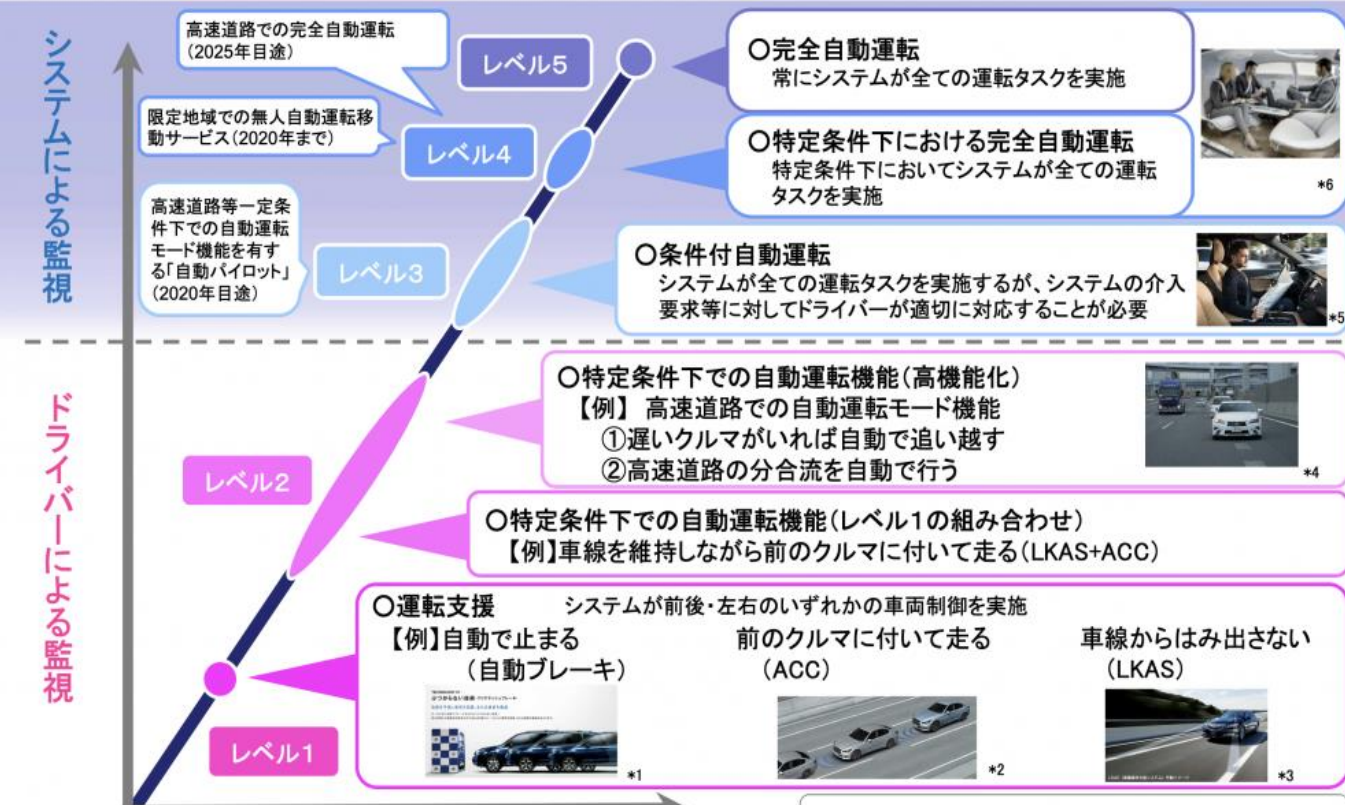 システムによる監視
高速道路での完全自動運転
(2025年目途)
レベル5
〇完全自動運転
常にシステムが全ての運転タスクを実施
限定地域での無人自動運転移
動サービス(2020年まで)
レベル4
〇特定条件下における完全自動運転
特定条件下においてシステムが全ての運転
タスクを実施
*6
高速道路等一定条
件下での自動運転
モード機能を有す
る「自動パイロット」
(2020年目途)
レベル3
〇条件付自動運転
システムが全ての運転タスクを実施するが、システムの介入
要求等に対してドライバーが適切に対応することが必要
*5
ドライバーによる監視
〇特定条件下での自動運転機能(高機能化)
【例】 高速道路での自動運転モード機能
①遅いクルマがいれば自動で追い越す
②高速道路の分合流を自動で行う
*4
レベル2
〇特定条件下での自動運転機能(レベル1の組み合わせ)
【例】車線を維持しながら前のクルマに付いて走る(LKAS+ACC)
〇運転支援 システムが前後・左右のいずれかの車両制御を実施
【例】自動で止まる
(自動ブレーキ)
前のクルマに付いて走る
(ACC)
車線からはみ出さない
(LKAS)
レベル1
*1
*2
*3